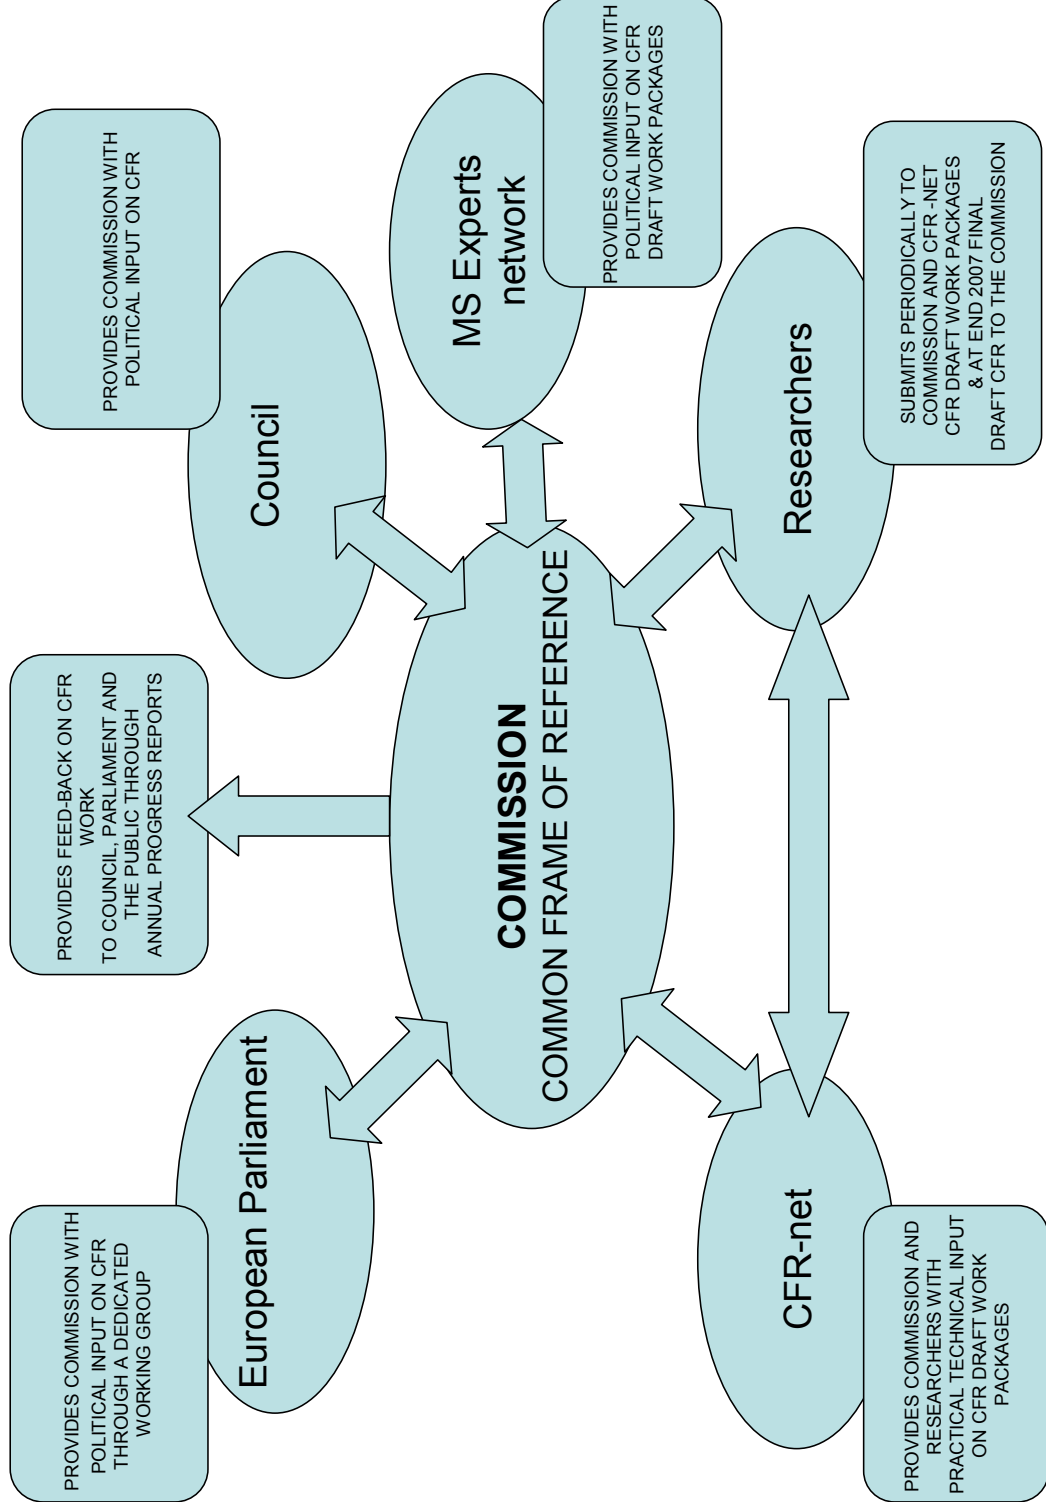 PROVIDES COMMISSION WITH
POLITICAL INPUT ON CFR
THROUGH A DEDICATED
WORKING GROUP
European Parliament
PROVIDES FEED-BACK ON CFR
WORK
TO COUNCIL, PARLIAMENT AND
THE PUBLIC THROUGH
ANNUAL PROGRESS REPORTS
PROVIDES COMMISSION WITH
POLITICAL INPUT ON CFR
Council
COMMISSION
COMMON FRAME OF REFERENCE
MS Experts
network
PROVIDES COMMISSION WITH
POLITICAL INPUT ON CFR
DRAFT WORK PACKAGES
CFR-net
PROVIDES COMMISSION AND
RESEARCHERS WITH
PRACTICAL TECHNICAL INPUT
ON CFR DRAFT WORK
PACKAGES
Researchers
SUBMITS PERIODICALLY TO
COMMISSION AND CFR -NET
CFR DRAFT WORK PACKAGES
& AT END 2007 FINAL
DRAFT CFR TO THE COMMISSION